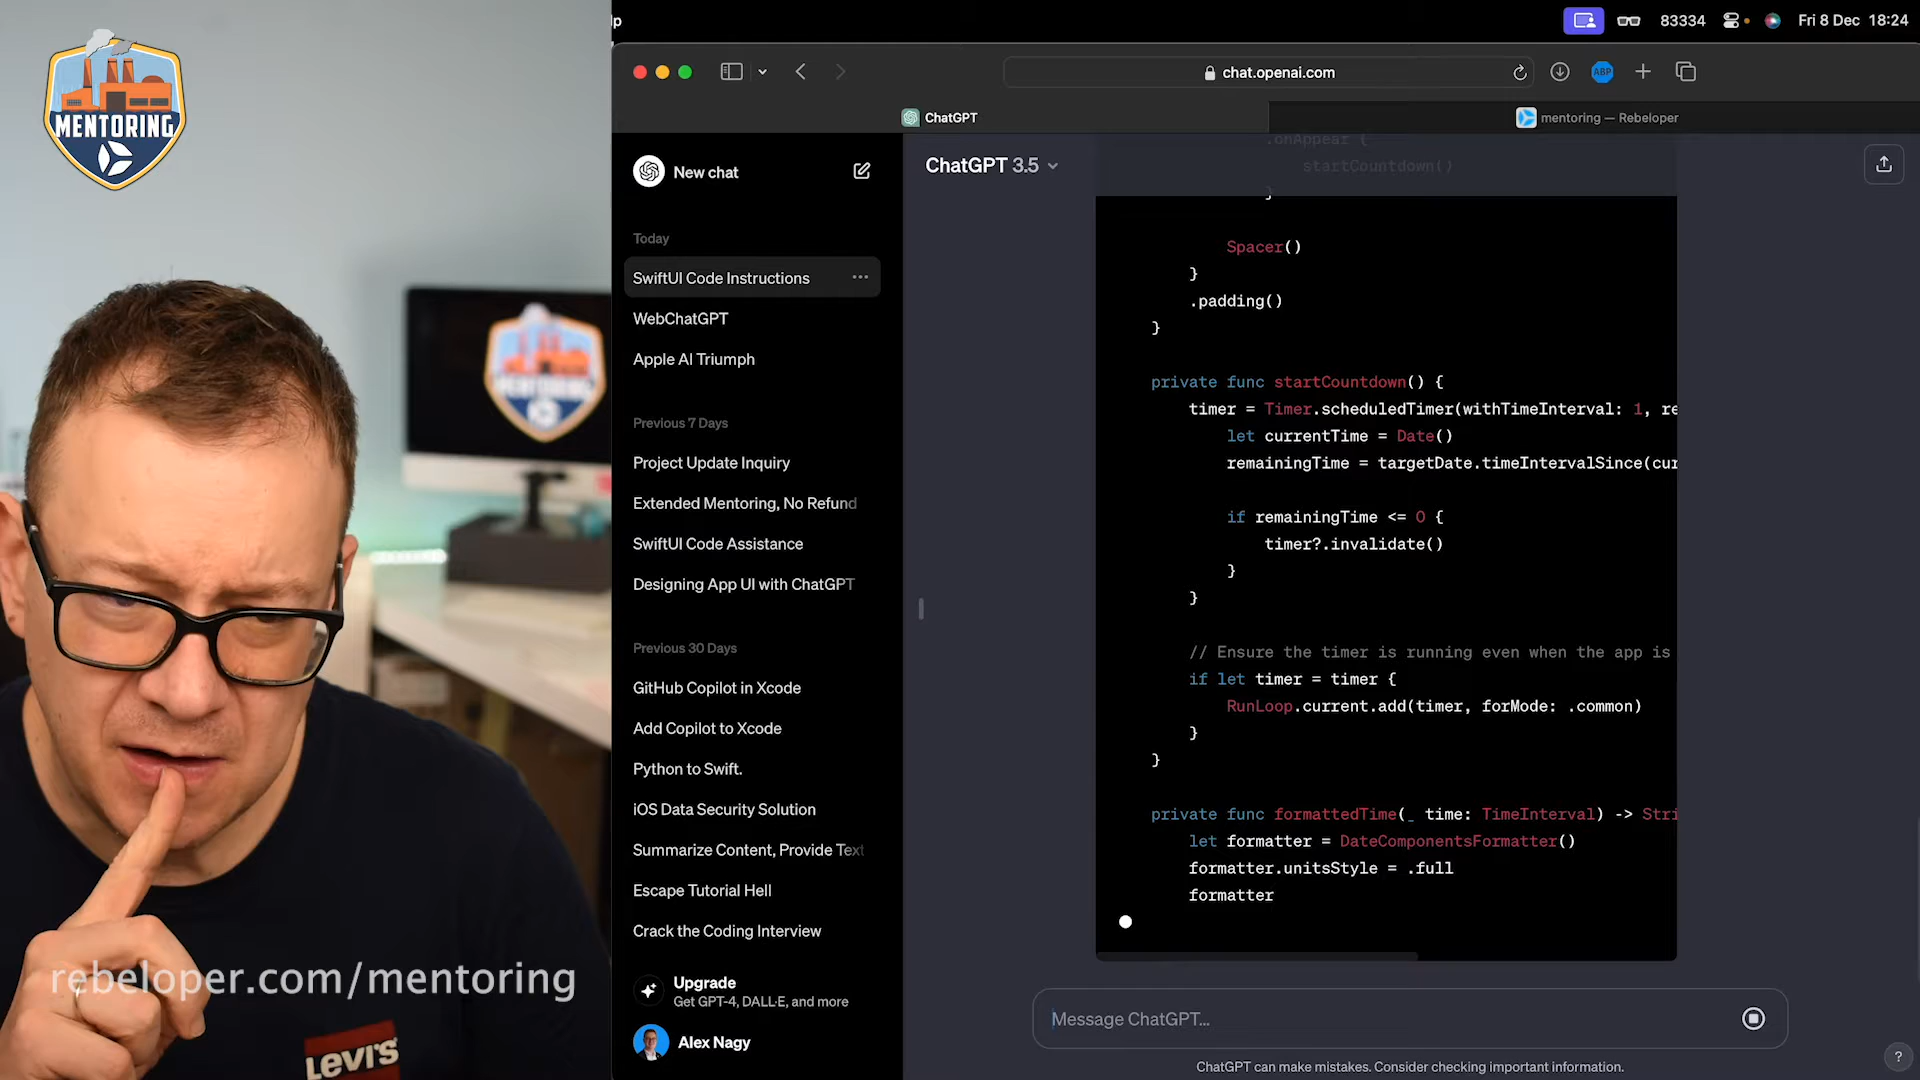 MENTORING
MENTORING
rebeloper.com/mentoring
LEVI'S
lp
83334
Fri 8 Dec 18:24
chat.openai.com
ABP
ChatGPT
mentoring — Rebeloper
New chat
Today
SwiftUI Code Instructions
WebChatGPT
Apple AI Triumph
Previous 7 Days
Project Update Inquiry
Extended Mentoring, No Refund
SwiftUI Code Assistance
Designing App UI with ChatGPT
Previous 30 Days
GitHub Copilot in Xcode
Add Copilot to Xcode
Python to Swift.
iOS Data Security Solution
Summarize Content, Provide Text
Escape Tutorial Hell
Crack the Coding Interview
Upgrade
Get GPT-4, DALL·E, and more
Alex Nagy
ChatGPT 3.5
.onAppear {
startCountdown()
}
Spacer()
}
.padding()
}
private func startCountdown() {
timer = Timer.scheduledTimer(withTimeInterval: 1, re
let currentTime = Date()
remainingTime = targetDate.timeIntervalSince(cur
if remainingTime <= 0 {
timer?.invalidate()
}
}
// Ensure the timer is running even when the app is
if let timer = timer {
RunLoop.current.add(timer, forMode: .common)
}
}
private func formattedTime(_ time: TimeInterval) -> Stri
let formatter = DateComponentsFormatter()
formatter.unitsStyle = .full
formatter
Message ChatGPT...
ChatGPT can make mistakes. Consider checking important information.
?